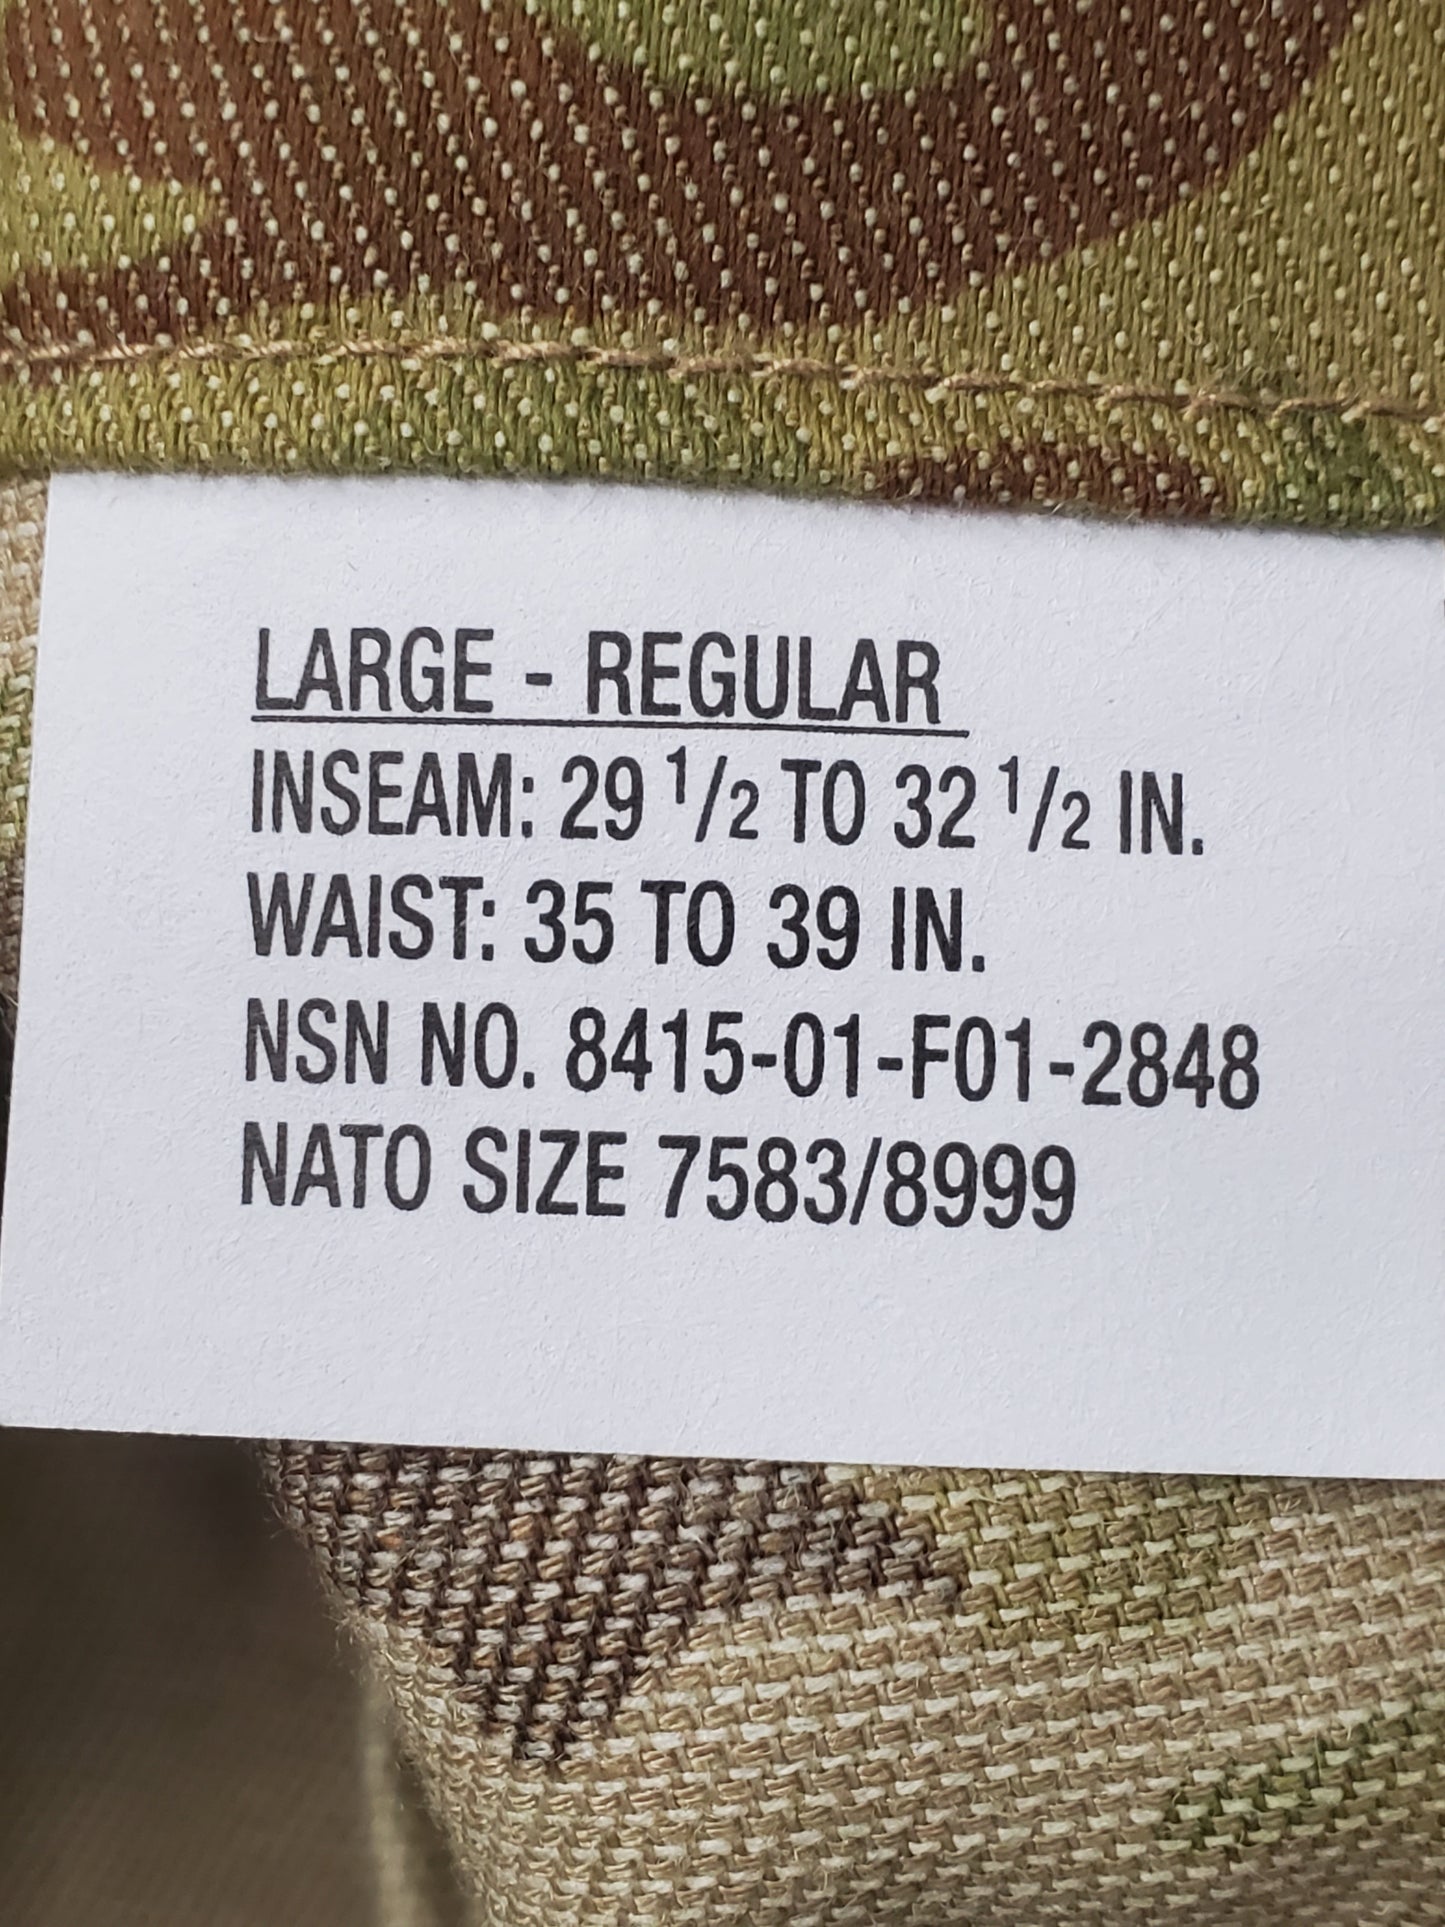 LARGE - REGULAR
INSEAM: 29 1/2 TO 32 1/2 IN.
WAIST: 35 TO 39 IN.
NSN NO. 8415-01-F01-2848
NATO SIZE 7583/8999